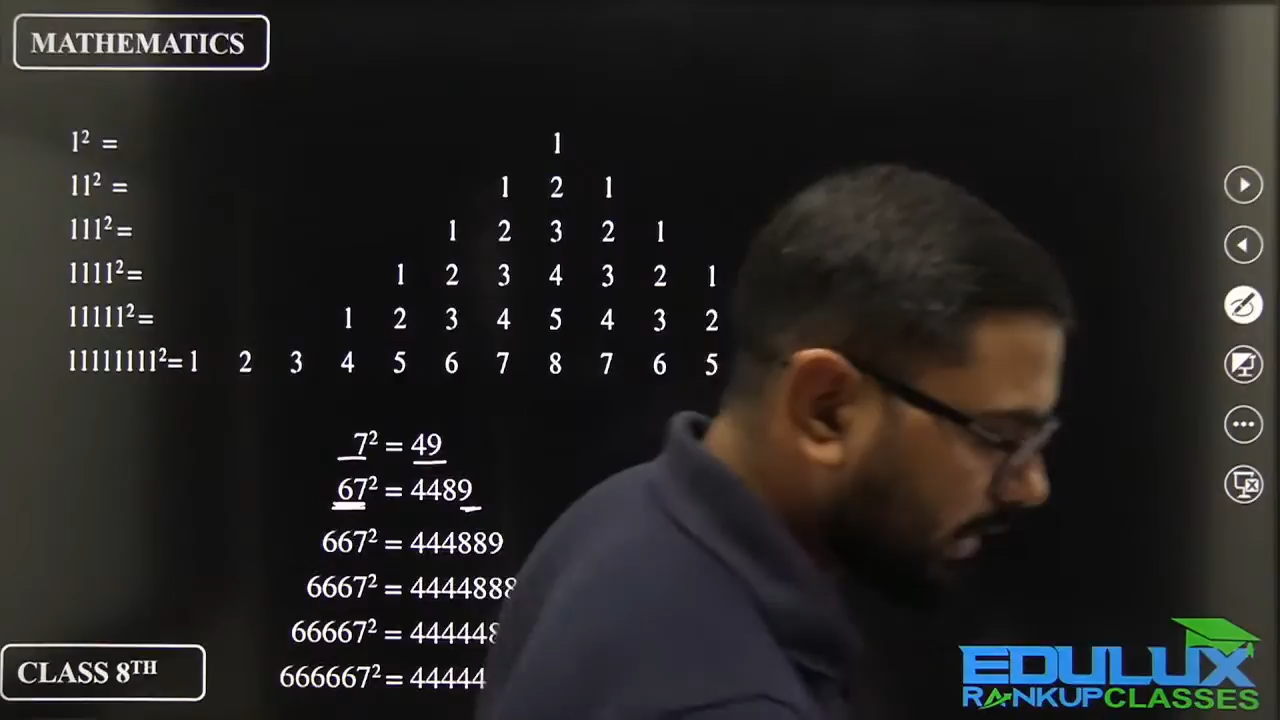 MATHEMATICS
1² = 1
11² = 1 2 1
111² = 1 2 3 2 1
1111² = 1 2 3 4 3 2 1
11111² = 1 2 3 4 5 4 3 2
11111111² = 1 2 3 4 5 6 7 8 7 6 5
7² = 49
67² = 4489
667² = 444889
6667² = 4444888
66667² = 444448
666667² = 44444
CLASS 8TH
EDULUX
RANKUPCLASSES